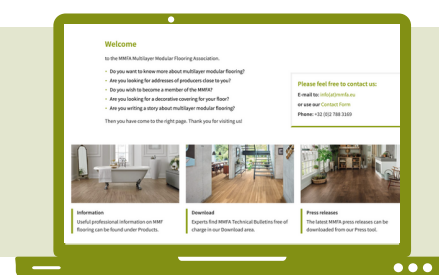 Welcome
to the MMFA Multilayer Modular Flooring Association.
- Do you want to know more about multilayer modular flooring?
- Are you looking for addresses of producers close to you?
- Do you wish to become a member of the MMFA?
- Are you looking for a decorative covering for your floor?
- Are you writing a story about multilayer modular flooring?
Then you have come to the right page. Thank you for visiting us!
Please feel free to contact us:
E-mail to: info(at)mmfa.eu
or use our Contact Form
Phone: +32 (0)2 788 3169
Information
Useful professional information on MMF
flooring can be found under Products.
Download
Experts find MMFA Technical Bulletins free of
charge in our Download area.
Press releases
The latest MMFA press releases can be
downloaded from our Press tool.